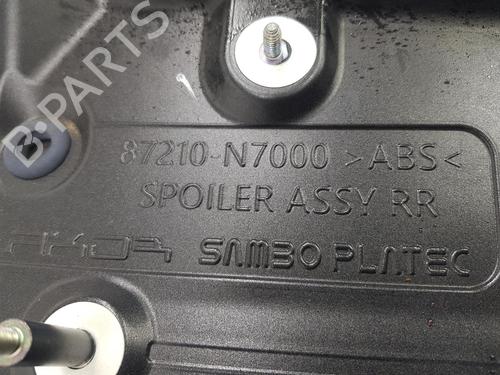 B-PARTS
87210-N7000 >ABS<
SPOILER ASSY RR
SAMBO PLATEC